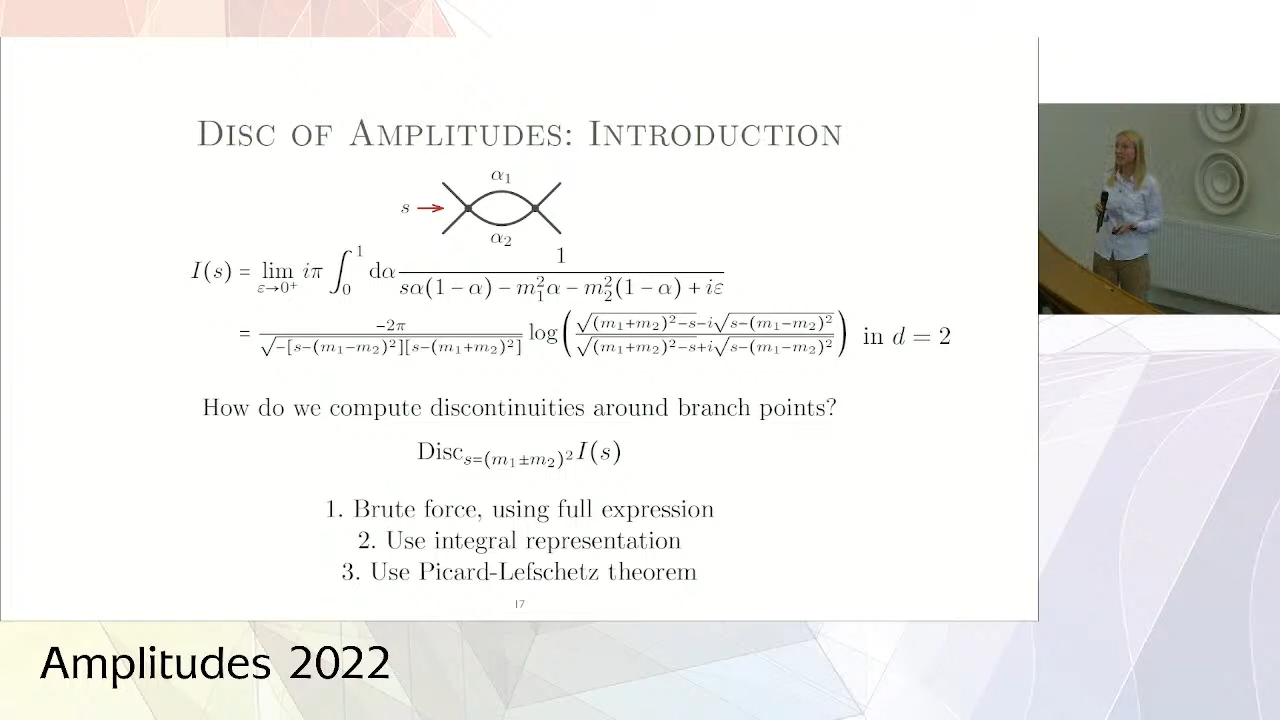 DISC OF AMPLITUDES: INTRODUCTION
α₁
s
α₂
I(s) = lim_{ε→0⁺} iπ ∫₀¹ dα 1 / (sα(1 − α) − m₁²α − m₂²(1 − α) + iε)
= −2π / √(−[s−(m₁−m₂)²][s−(m₁+m₂)²]) log( (√((m₁+m₂)²−s) − i√(s−(m₁−m₂)²)) / (√((m₁+m₂)²−s) + i√(s−(m₁−m₂)²)) ) in d = 2
How do we compute discontinuities around branch points?
Disc_{s=(m₁±m₂)²} I(s)
1. Brute force, using full expression
2. Use integral representation
3. Use Picard-Lefschetz theorem
17
Amplitudes 2022